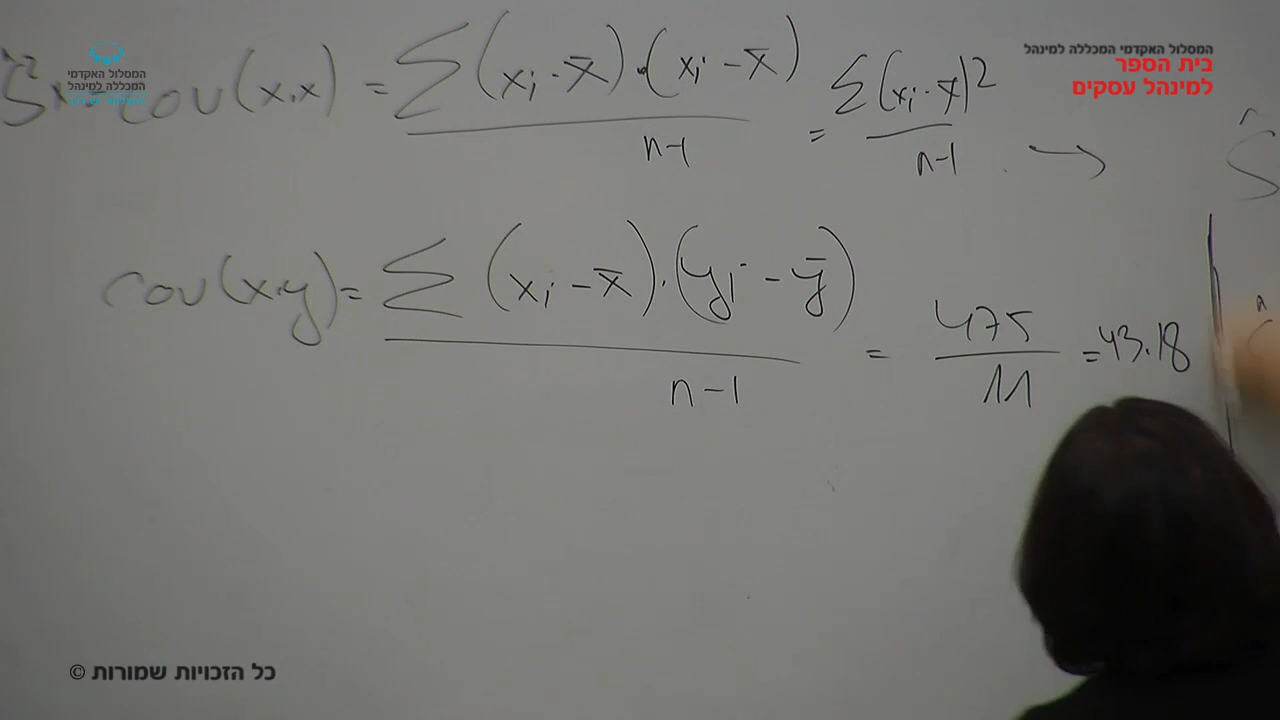 המסלול האקדמי המכללה למינהל
בית הספר
למינהל עסקים
המסלול האקדמי
המכללה למינהל
Ŝ²x = cov(x,x) = Σ(xᵢ - x̄)·(xᵢ - x̄) / n-1 = Σ(xᵢ - x̄)² / n-1 →
Ŝ
cov(x,y) = Σ(xᵢ - x̄)·(yᵢ - ȳ) / n-1 = 475 / 11 = 43.18
כל הזכויות שמורות ©